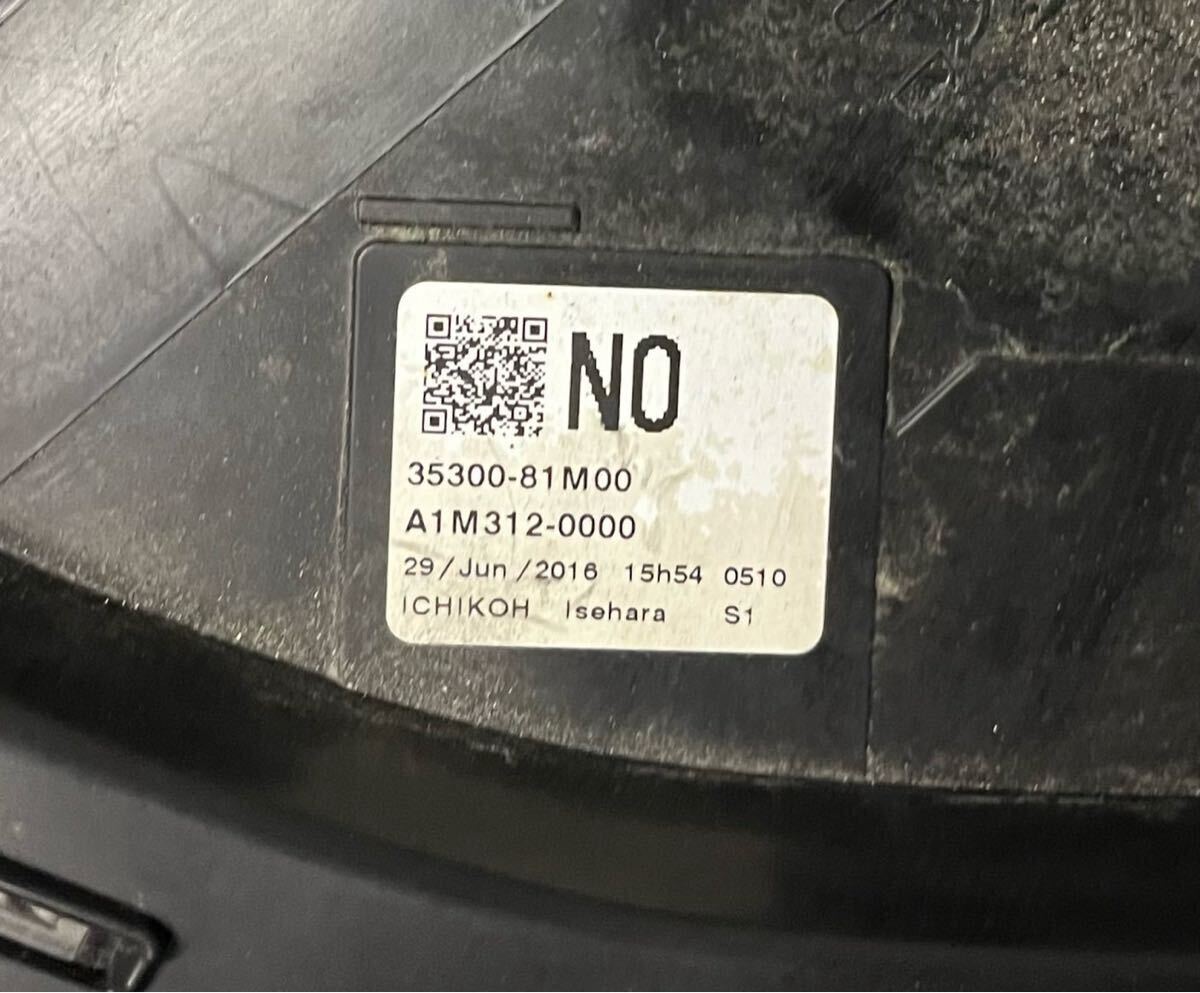 NO
35300-81M00
A1M312-0000
29/Jun/2016 15h54 0510
ICHIKOH Isehara S1